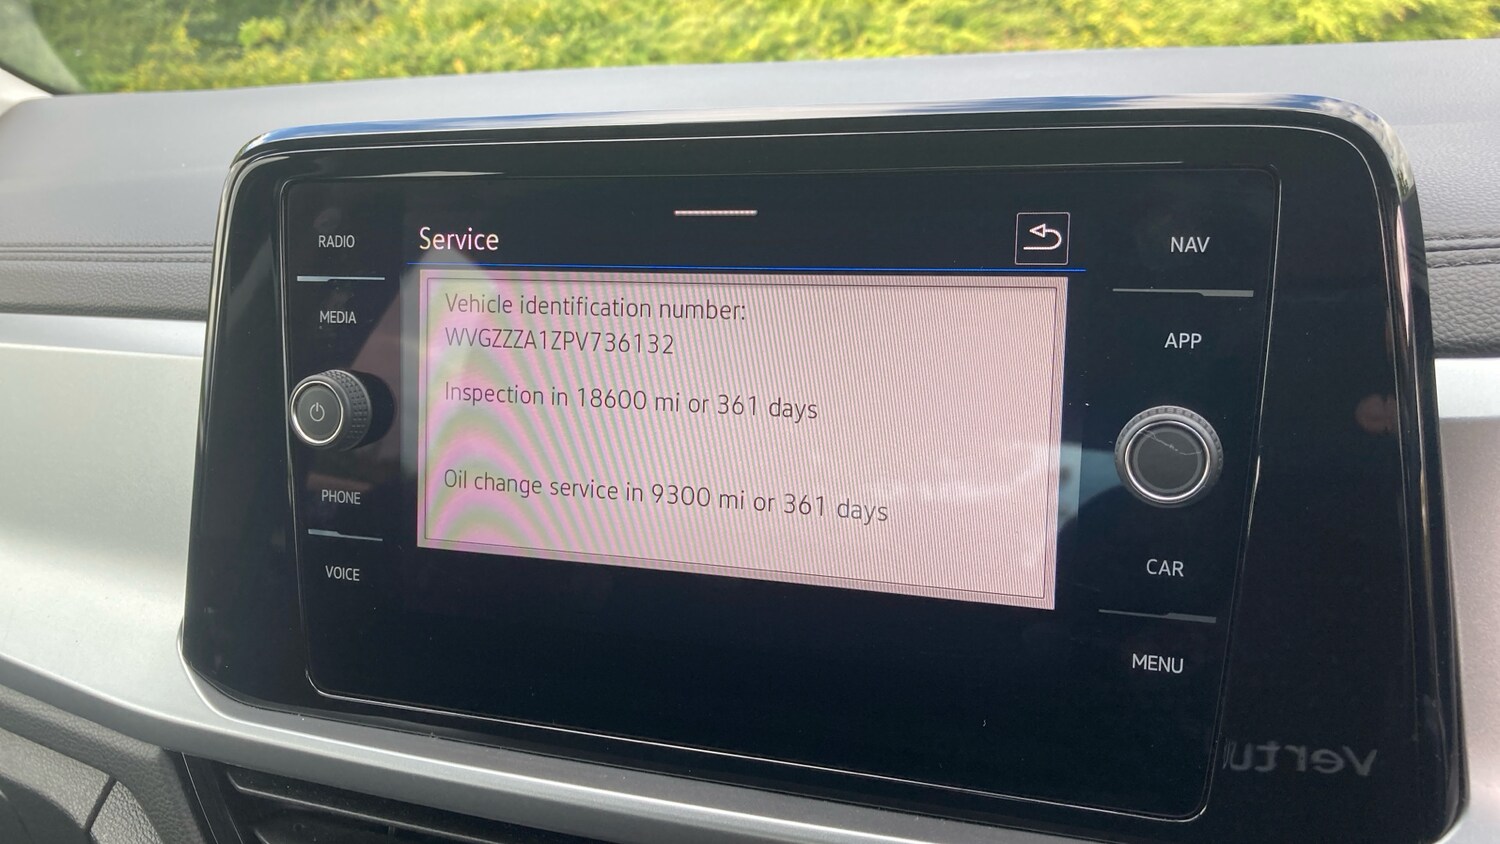 Service
RADIO
MEDIA
PHONE
VOICE
Vehicle identification number:
WVGZZZA1ZPV736132
Inspection in 18600 mi or 361 days
Oil change service in 9300 mi or 361 days
NAV
APP
CAR
MENU
Vertu